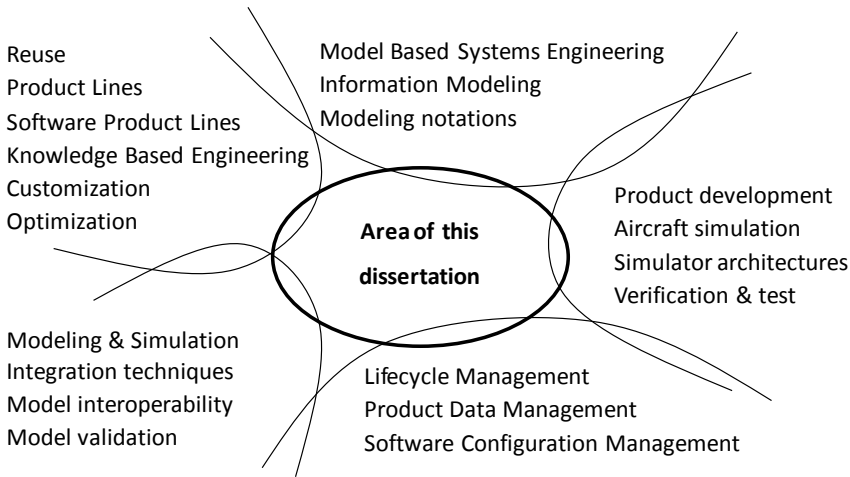 Reuse
Product Lines
Software Product Lines
Knowledge Based Engineering
Customization
Optimization
Model Based Systems Engineering
Information Modeling
Modeling notations
Product development
Aircraft simulation
Simulator architectures
Verification & test
Area of this
dissertation
Modeling & Simulation
Integration techniques
Model interoperability
Model validation
Lifecycle Management
Product Data Management
Software Configuration Management